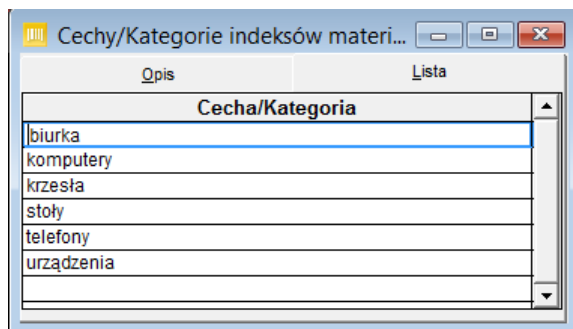 Cechy/Kategorie indeksów materi...
Opis Lista
Cecha/Kategoria
biurka
komputery
krzesła
stoły
telefony
urządzenia